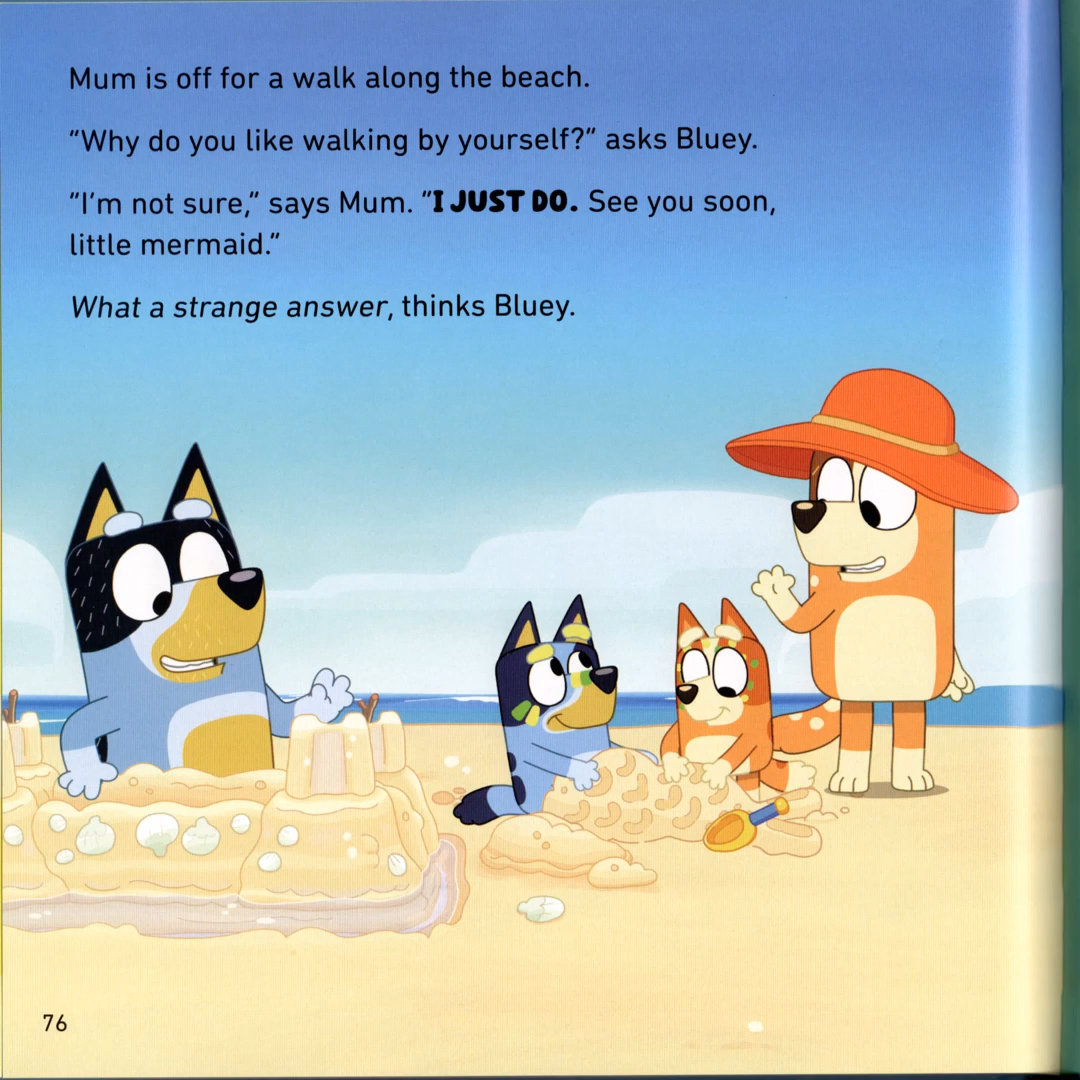 Mum is off for a walk along the beach.
“Why do you like walking by yourself?” asks Bluey.
“I’m not sure,” says Mum. “I JUST DO. See you soon,
little mermaid.”
What a strange answer, thinks Bluey.
76